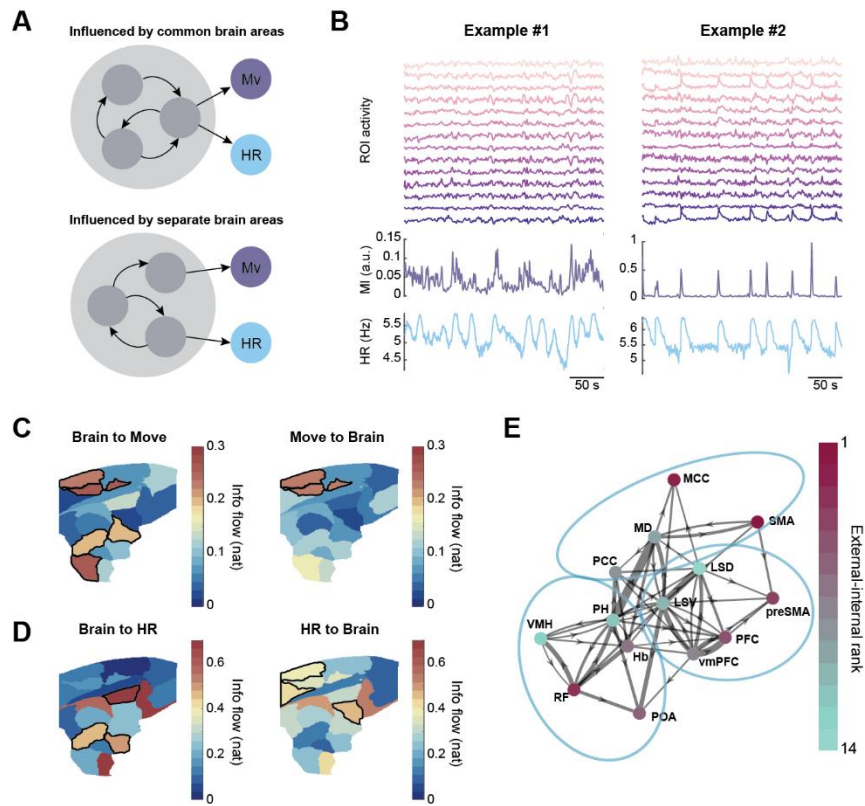 A
Influenced by common brain areas
Mv
HR
Influenced by separate brain areas
Mv
HR
B
Example #1
Example #2
ROI activity
MI (a.u.)
0.15
0.1
0.05
0
1
0.5
0
HR (Hz)
5.5
5
4.5
6
5
50 s
50 s
C
Brain to Move
0.3
0.2
0.1
0
Info flow (nat)
Move to Brain
0.3
0.2
0.1
0
Info flow (nat)
D
Brain to HR
0.6
0.4
0.2
0
Info flow (nat)
HR to Brain
0.6
0.4
0.2
0
Info flow (nat)
E
MCC
SMA
MD
PCC
LSD
LSV
preSMA
PH
VMH
PFC
Hb
vmPFC
RF
POA
1
14
External-internal rank